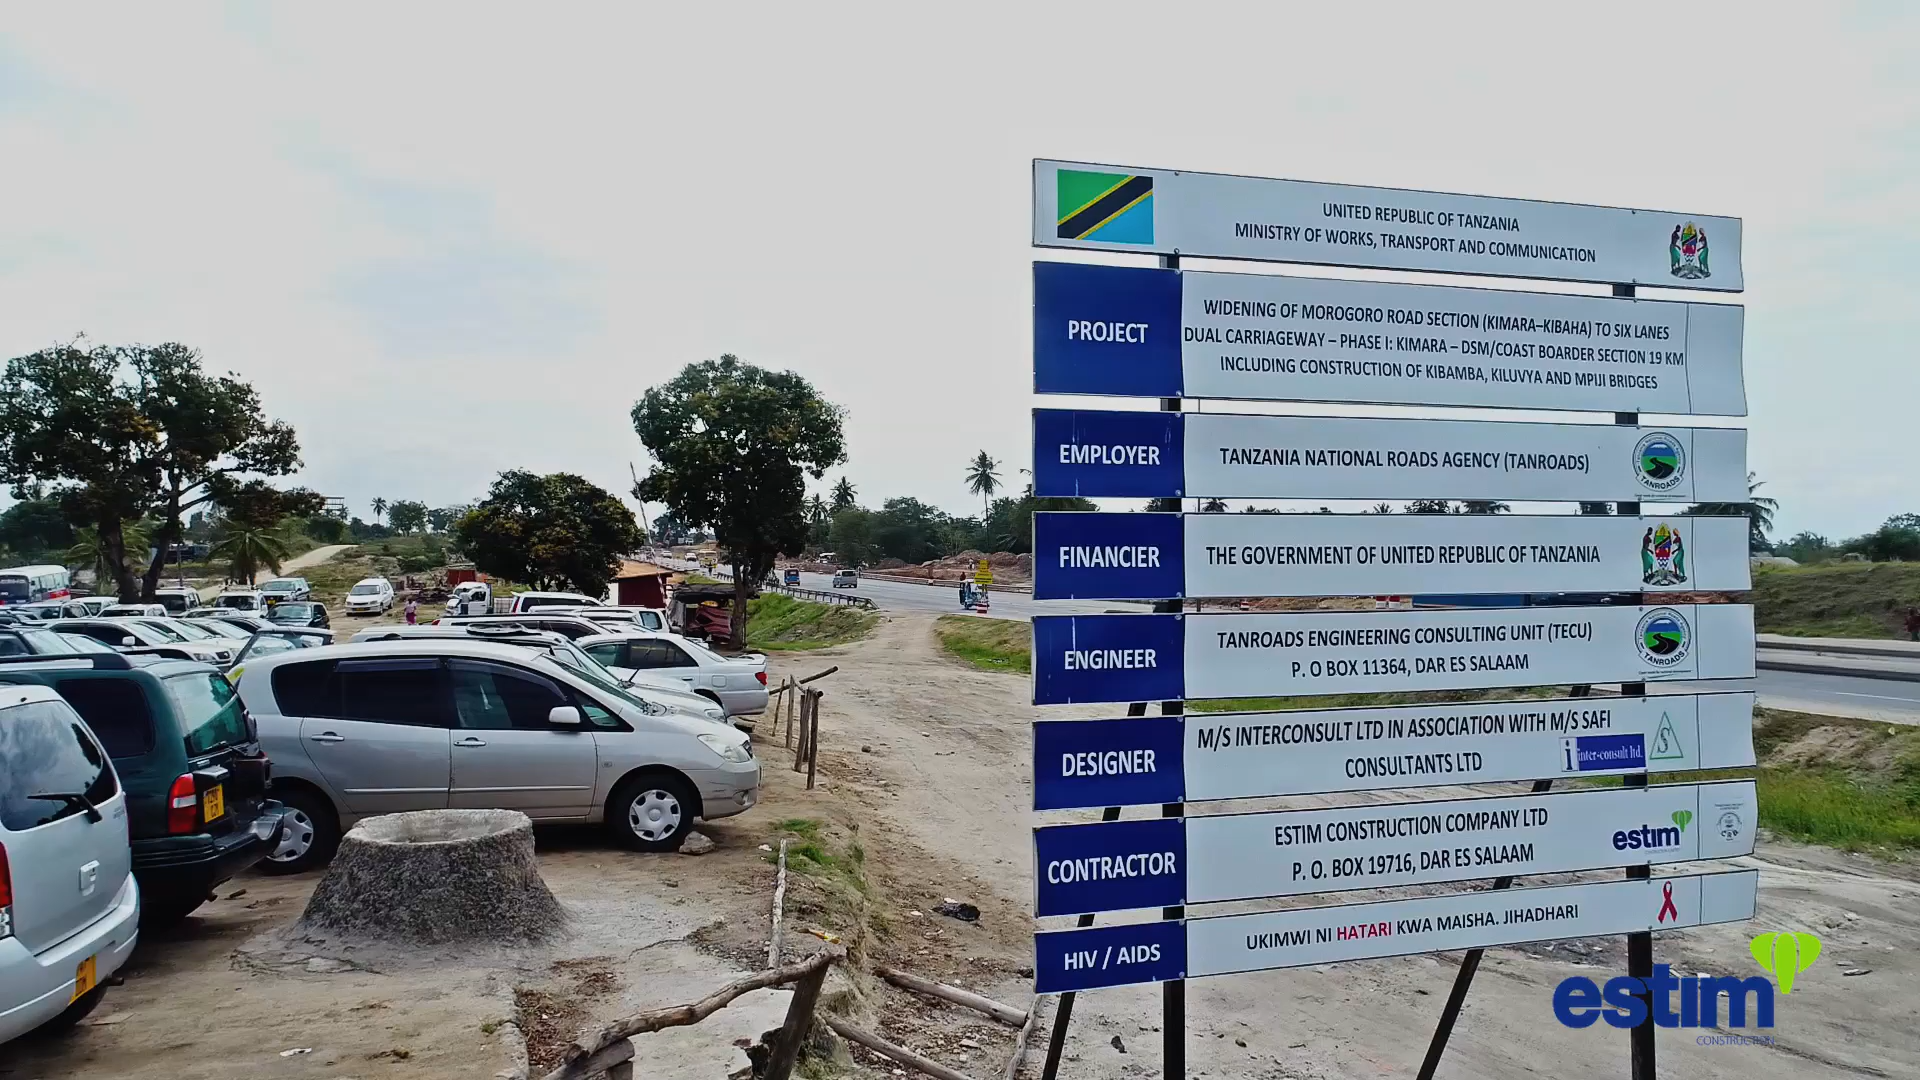 UNITED REPUBLIC OF TANZANIA
MINISTRY OF WORKS, TRANSPORT AND COMMUNICATION
PROJECT
WIDENING OF MOROGORO ROAD SECTION (KIMARA–KIBAHA) TO SIX LANES
DUAL CARRIAGEWAY – PHASE I: KIMARA – DSM/COAST BOARDER SECTION 19 KM
INCLUDING CONSTRUCTION OF KIBAMBA, KILUVYA AND MPIJI BRIDGES
EMPLOYER
TANZANIA NATIONAL ROADS AGENCY (TANROADS)
TANROADS
FINANCIER
THE GOVERNMENT OF UNITED REPUBLIC OF TANZANIA
ENGINEER
TANROADS ENGINEERING CONSULTING UNIT (TECU)
P. O BOX 11364, DAR ES SALAAM
TANROADS
DESIGNER
M/S INTERCONSULT LTD IN ASSOCIATION WITH M/S SAFI
CONSULTANTS LTD
inter-consult ltd.
S
CONTRACTOR
ESTIM CONSTRUCTION COMPANY LTD
P. O. BOX 19716, DAR ES SALAAM
estim
HIV / AIDS
UKIMWI NI HATARI KWA MAISHA. JIHADHARI
estim
CONSTRUCTION